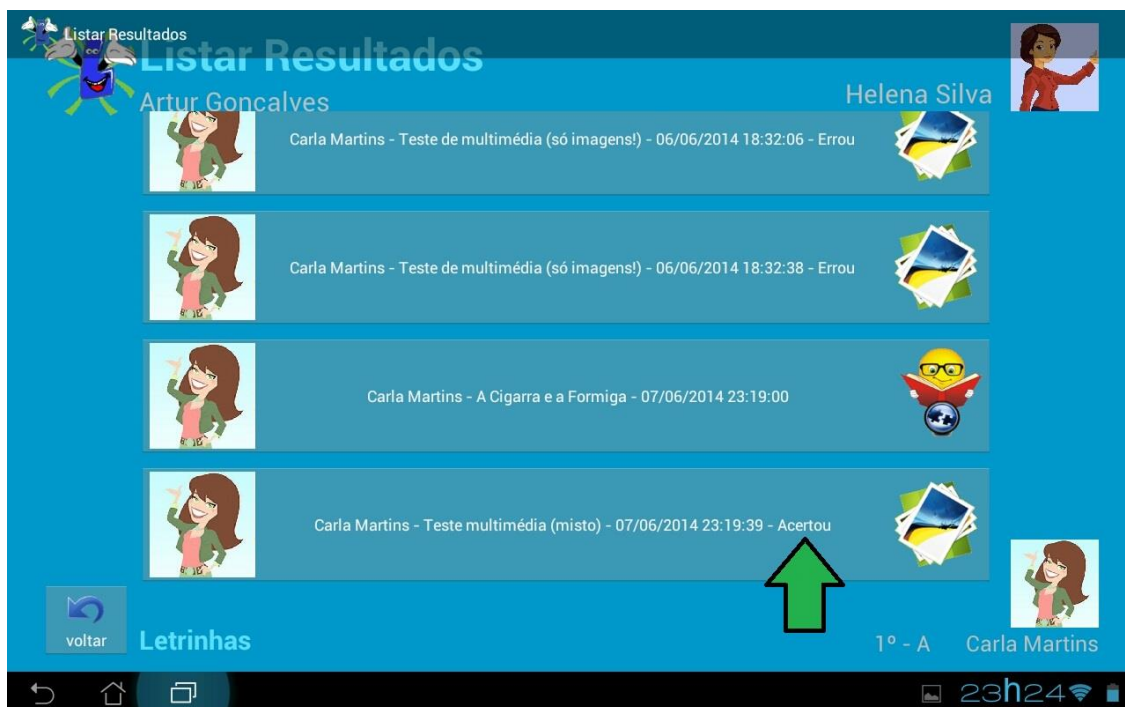 Listar Resultados
Listar Resultados
Artur Goncalves
Helena Silva
Carla Martins - Teste de multimédia (só imagens!) - 06/06/2014 18:32:06 - Errou
Carla Martins - Teste de multimédia (só imagens!) - 06/06/2014 18:32:38 - Errou
Carla Martins - A Cigarra e a Formiga - 07/06/2014 23:19:00
Carla Martins - Teste multimédia (misto) - 07/06/2014 23:19:39 - Acertou
voltar
Letrinhas
1º - A Carla Martins
23h24